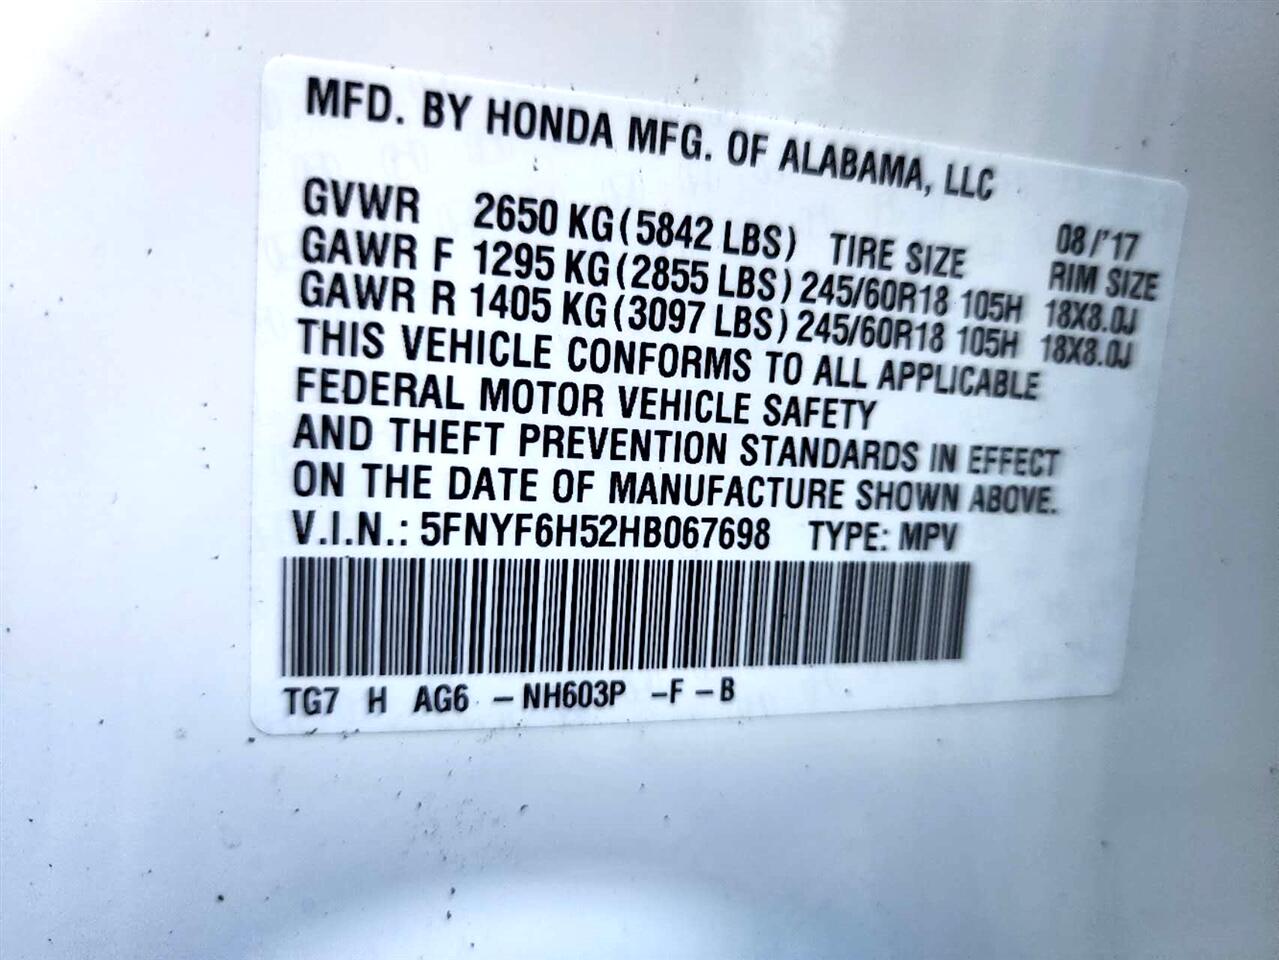 MFD. BY HONDA MFG. OF ALABAMA, LLC
08/'17
GVWR 2650 KG(5842 LBS) TIRE SIZE RIM SIZE
GAWR F 1295 KG(2855 LBS) 245/60R18 105H 18X8.0J
GAWR R 1405 KG(3097 LBS) 245/60R18 105H 18X8.0J
THIS VEHICLE CONFORMS TO ALL APPLICABLE
FEDERAL MOTOR VEHICLE SAFETY
AND THEFT PREVENTION STANDARDS IN EFFECT
ON THE DATE OF MANUFACTURE SHOWN ABOVE.
V.I.N.: 5FNYF6H52HB067698 TYPE: MPV
TG7 H AG6 -NH603P -F-B